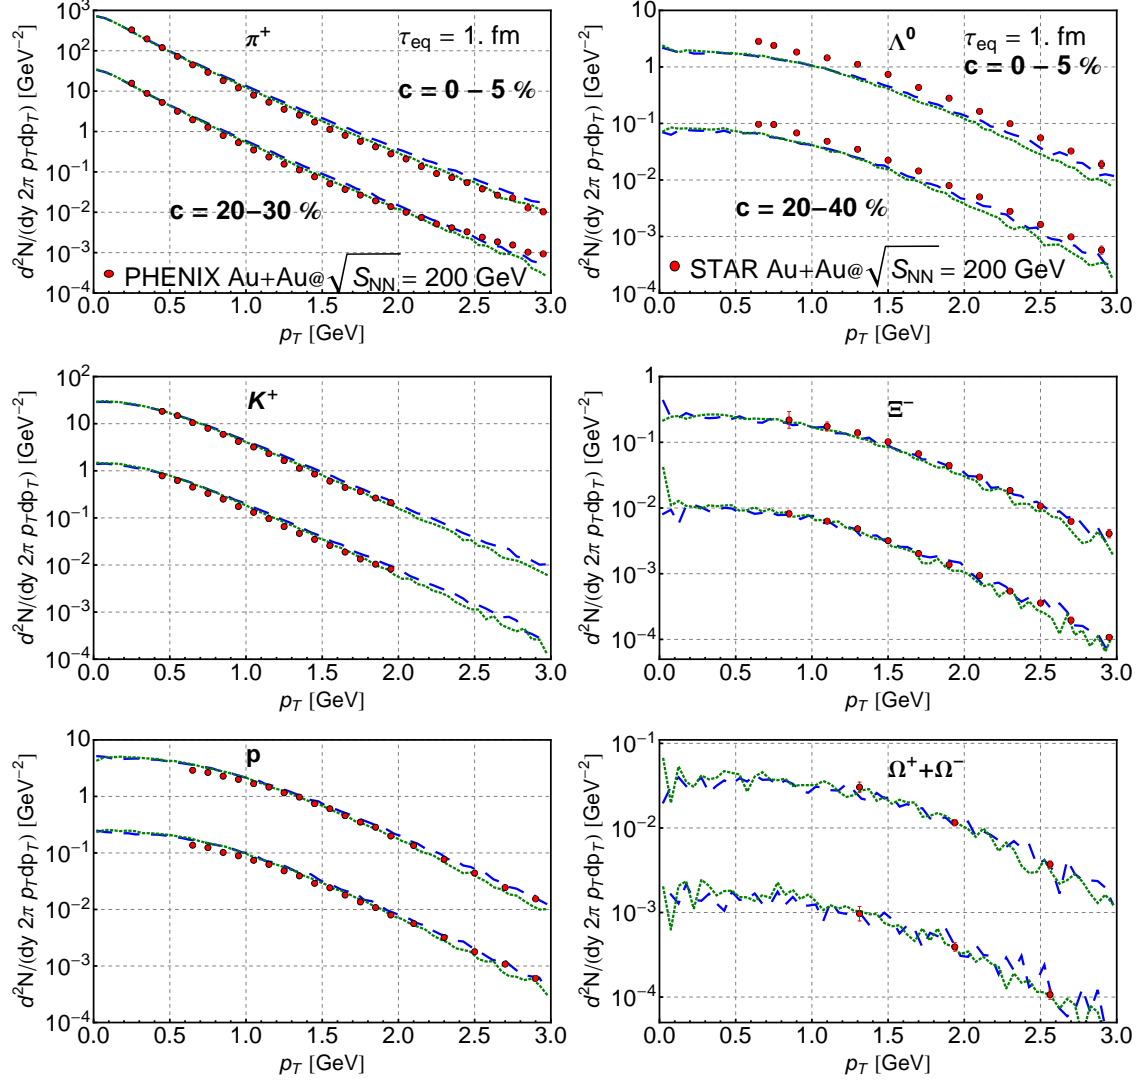 d²N/(dy 2π p_T dp_T) [GeV⁻²]
10³
10²
10
1
10⁻¹
10⁻²
10⁻³
10⁻⁴
π⁺
τ_eq = 1. fm
c = 0 – 5 %
c = 20–30 %
PHENIX Au+Au@√S_NN = 200 GeV
0.0 0.5 1.0 1.5 2.0 2.5 3.0
p_T [GeV]
d²N/(dy 2π p_T dp_T) [GeV⁻²]
10
1
10⁻¹
10⁻²
10⁻³
10⁻⁴
Λ⁰
τ_eq = 1. fm
c = 0 – 5 %
c = 20–40 %
STAR Au+Au@√S_NN = 200 GeV
0.0 0.5 1.0 1.5 2.0 2.5 3.0
p_T [GeV]
d²N/(dy 2π p_T dp_T) [GeV⁻²]
10²
10
1
10⁻¹
10⁻²
10⁻³
10⁻⁴
K⁺
0.0 0.5 1.0 1.5 2.0 2.5 3.0
p_T [GeV]
d²N/(dy 2π p_T dp_T) [GeV⁻²]
1
10⁻¹
10⁻²
10⁻³
10⁻⁴
Ξ⁻
0.0 0.5 1.0 1.5 2.0 2.5 3.0
p_T [GeV]
d²N/(dy 2π p_T dp_T) [GeV⁻²]
10
1
10⁻¹
10⁻²
10⁻³
10⁻⁴
p
0.0 0.5 1.0 1.5 2.0 2.5 3.0
p_T [GeV]
d²N/(dy 2π p_T dp_T) [GeV⁻²]
10⁻¹
10⁻²
10⁻³
10⁻⁴
Ω⁺+Ω⁻
0.0 0.5 1.0 1.5 2.0 2.5 3.0
p_T [GeV]